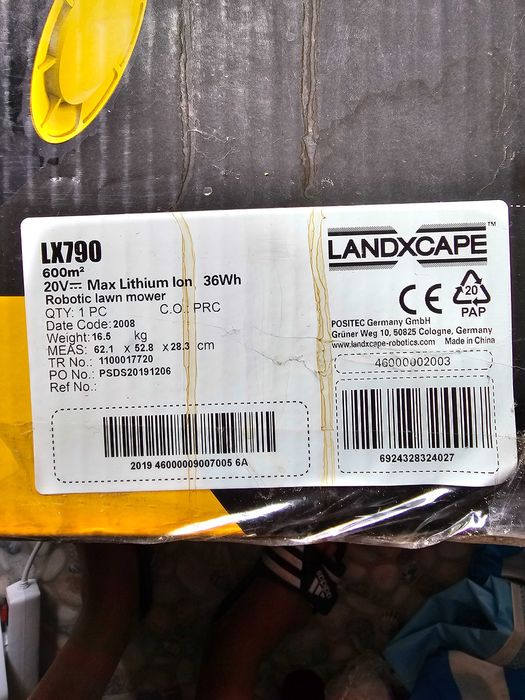 LX790
600m²
20V⎓ Max Lithium Ion 36Wh
Robotic lawn mower
QTY: 1 PC C.O.: PRC
Date Code: 2008
Weight: 16.5 kg
MEAS: 62.1 x 52.8 x 28.3 cm
TR No.: 1100017720
PO No.: PSDS20191206
Ref No.:
2019 46000009007005 6A
LANDXCAPE™
CE 20 PAP
POSITEC Germany GmbH
Grüner Weg 10, 50825 Cologne, Germany
www.landxcape-robotics.com Made in China
46000002003
6924328324027